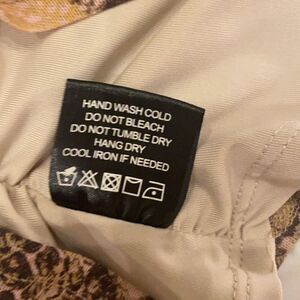 HAND WASH COLD
DO NOT BLEACH
DO NOT TUMBLE DRY
HANG DRY
COOL IRON IF NEEDED